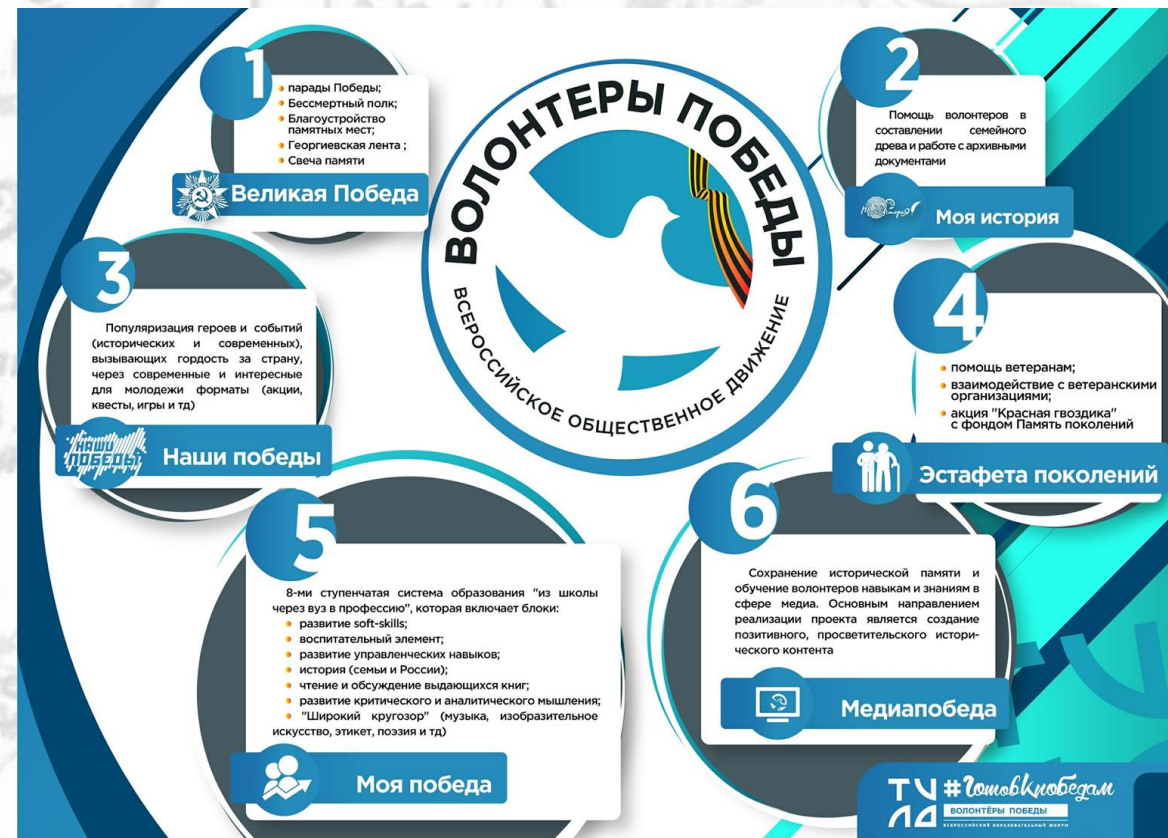 1
парады Победы;
Бессмертный полк;
Благоустройство
памятных мест;
Георгиевская лента ;
Свеча памяти
Великая Победа
ВОЛОНТЕРЫ ПОБЕДЫ
ВСЕРОССИЙСКОЕ ОБЩЕСТВЕННОЕ ДВИЖЕНИЕ
2
Помощь волонтеров в
составлении семейного
древа и работе с архивными
документами
Моя история
3
Популяризация героев и событий
(исторических и современных),
вызывающих гордость за страну,
через современные и интересные
для молодежи форматы (акции,
квесты, игры и тд)
НАШИ
ПОБЕДЫ
Наши победы
4
помощь ветеранам;
взаимодействие с ветеранскими
организациями;
акция "Красная гвоздика"
с фондом Память поколений
Эстафета поколений
5
8-ми ступенчатая система образования "из школы
через вуз в профессию", которая включает блоки:
развитие soft-skills;
воспитательный элемент;
развитие управленческих навыков;
история (семьи и России);
чтение и обсуждение выдающихся книг;
развитие критического и аналитического мышления;
"Широкий кругозор" (музыка, изобразительное
искусство, этикет, поэзия и тд)
Моя победа
6
Сохранение исторической памяти и
обучение волонтеров навыкам и знаниям в
сфере медиа. Основным направлением
реализации проекта является создание
позитивного, просветительского истори-
ческого контента
Медиапобеда
ТУ
ЛА
#ГотовКпобедам
ВОЛОНТЁРЫ ПОБЕДЫ
ВСЕРОССИЙСКИЙ ОБРАЗОВАТЕЛЬНЫЙ ФОРУМ